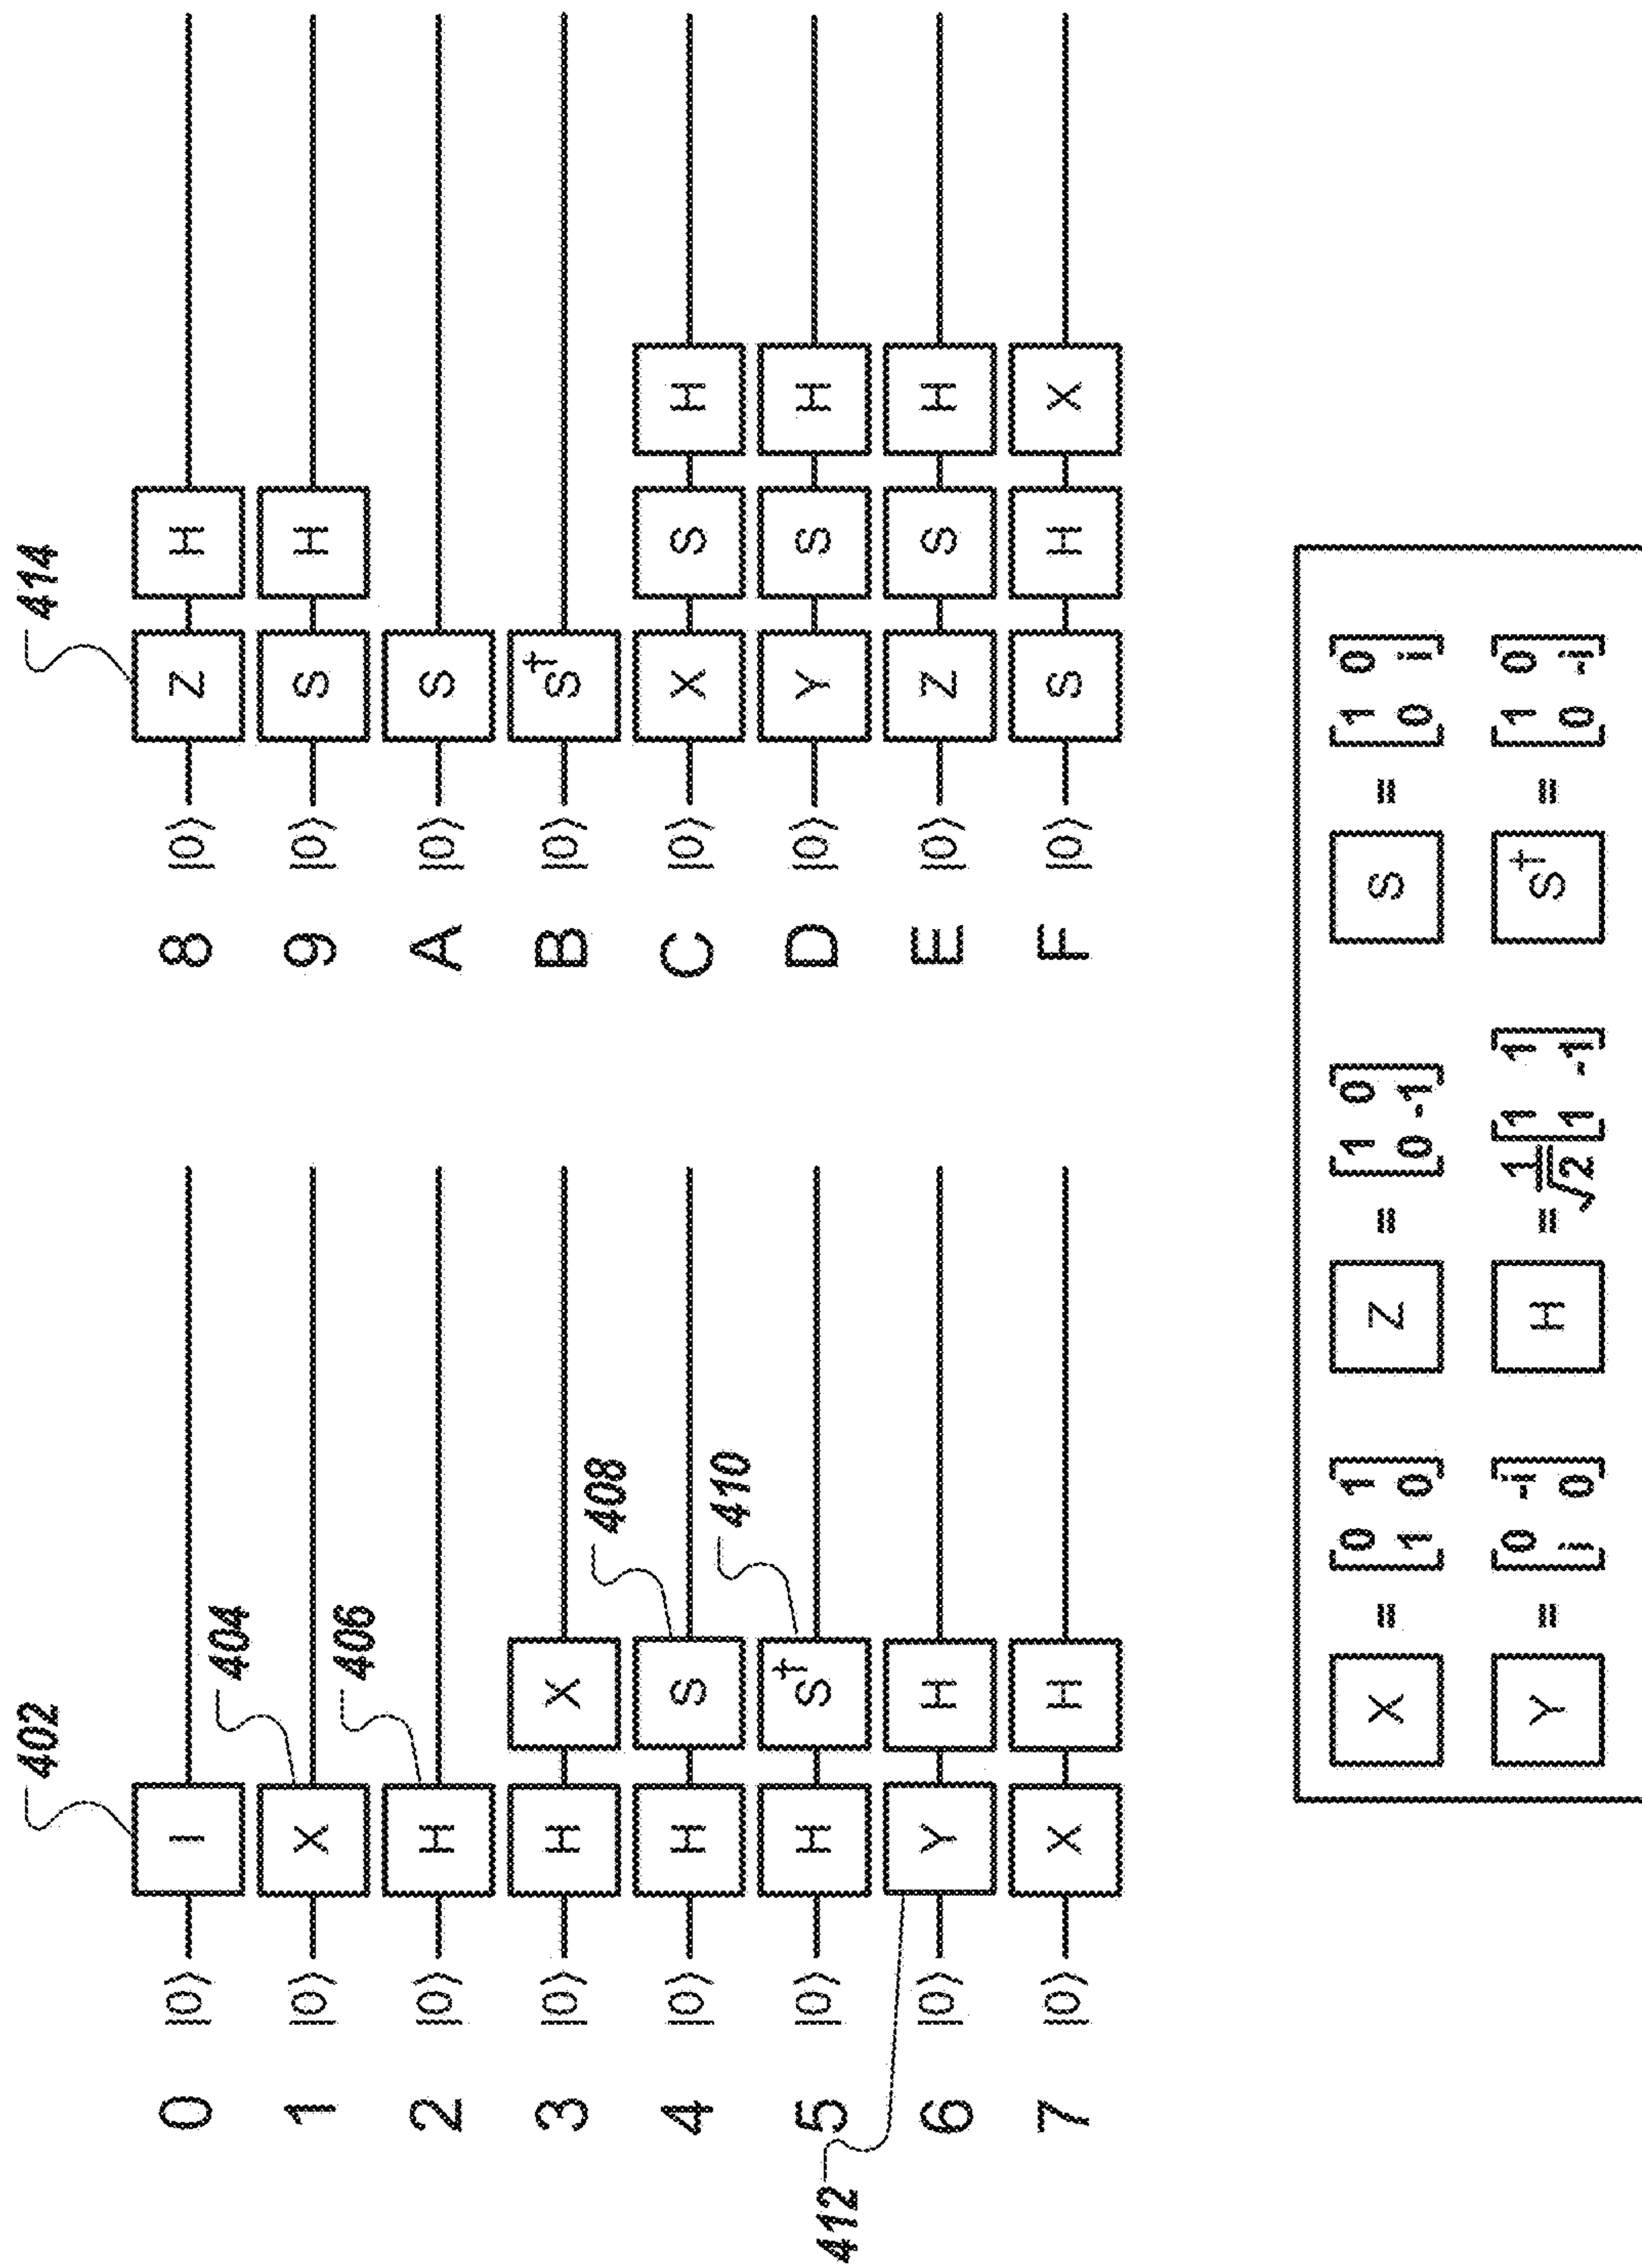 402
414
0 |0⟩ I
8 |0⟩ Z H
404
1 |0⟩ X
9 |0⟩ S H
406
2 |0⟩ H
A |0⟩ S
3 |0⟩ H X
B |0⟩ S†
408
4 |0⟩ H S
C |0⟩ X S H
410
5 |0⟩ H S†
D |0⟩ Y S H
412
6 |0⟩ Y H
E |0⟩ Z S H
7 |0⟩ X H
F |0⟩ S H X
X = [0 1
1 0]
Z = [1 0
0 -1]
S = [1 0
0 i]
Y = [0 -i
i 0]
H = 1/√2 [1 1
1 -1]
S† = [1 0
0 -i]